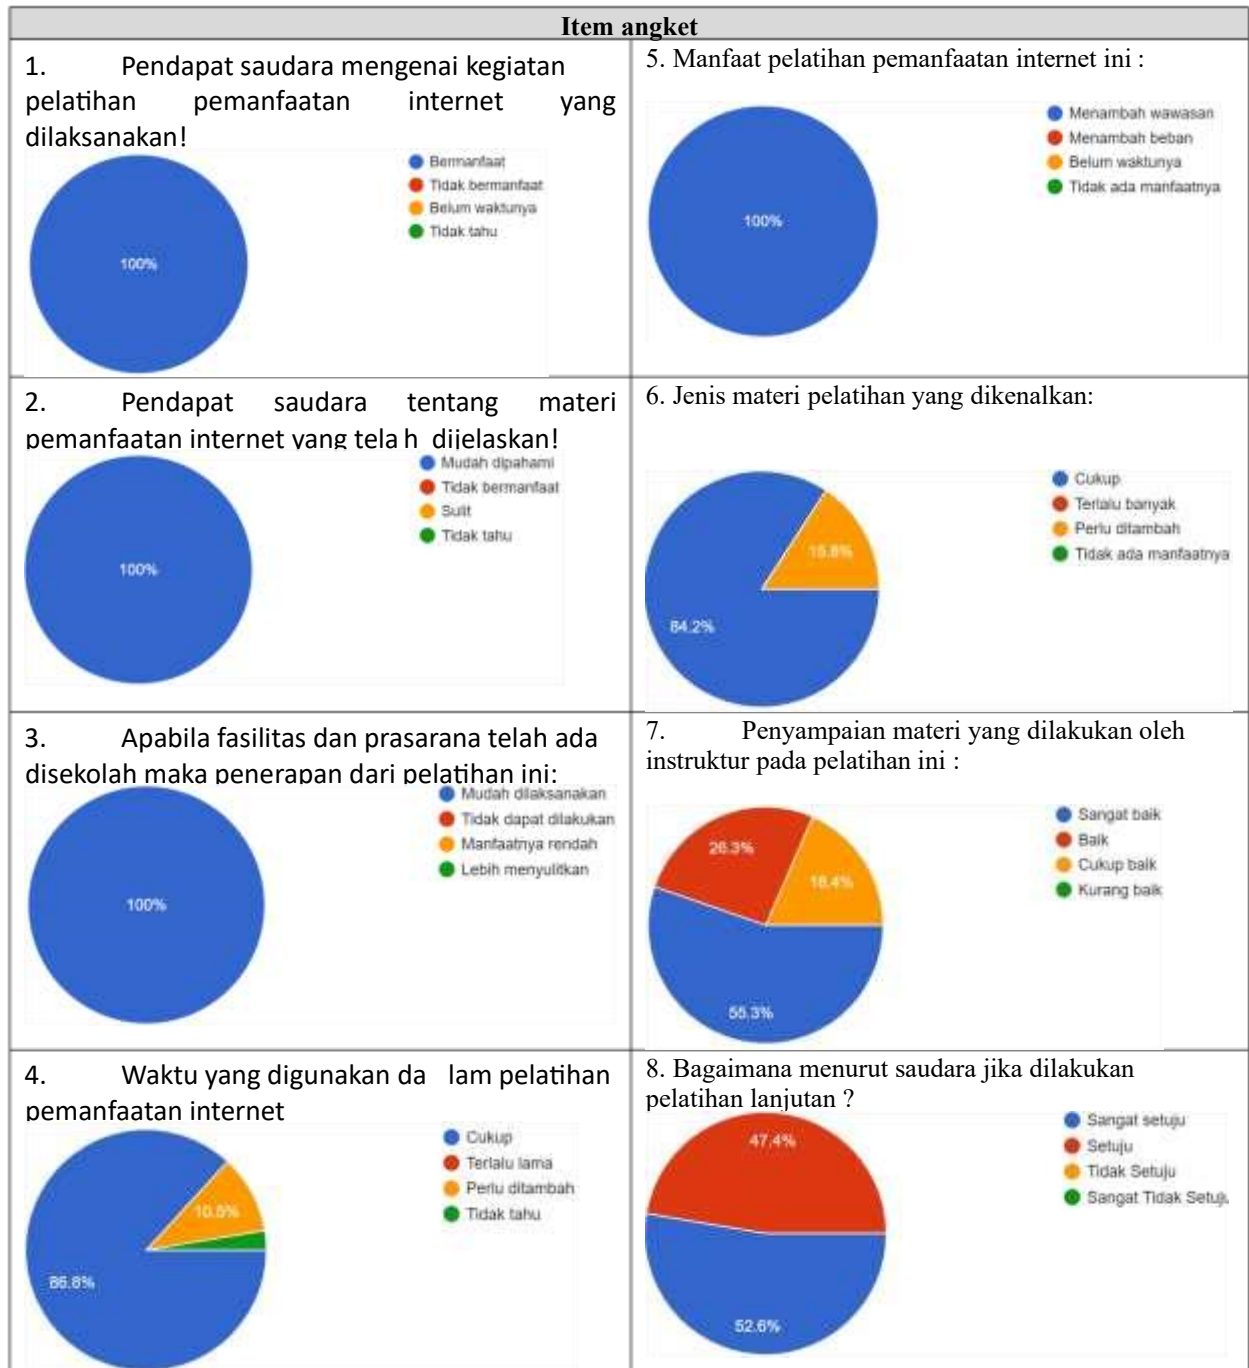 Item angket
1. Pendapat saudara mengenai kegiatan
pelatihan pemanfaatan internet yang
dilaksanakan!
Bermanfaat
Tidak bermanfaat
Belum waktunya
Tidak tahu
100%
2. Pendapat saudara tentang materi
pemanfaatan internet yang tela h dijelaskan!
Mudah dipahami
Tidak bermanfaat
Sulit
Tidak tahu
100%
3. Apabila fasilitas dan prasarana telah ada
disekolah maka penerapan dari pelatihan ini:
Mudah dilaksanakan
Tidak dapat dilakukan
Manfaatnya rendah
Lebih menyulitkan
100%
4. Waktu yang digunakan da lam pelatihan
pemanfaatan internet
Cukup
Terlalu lama
Perlu ditambah
Tidak tahu
10.5%
86.8%
5. Manfaat pelatihan pemanfaatan internet ini :
Menambah wawasan
Menambah beban
Belum waktunya
Tidak ada manfaatnya
100%
6. Jenis materi pelatihan yang dikenalkan:
Cukup
Terlalu banyak
Perlu ditambah
Tidak ada manfaatnya
15.8%
84.2%
7. Penyampaian materi yang dilakukan oleh
instruktur pada pelatihan ini :
Sangat baik
Baik
Cukup baik
Kurang baik
26.3%
18.4%
55.3%
8. Bagaimana menurut saudara jika dilakukan
pelatihan lanjutan ?
Sangat setuju
Setuju
Tidak Setuju
Sangat Tidak Setuju
47.4%
52.6%